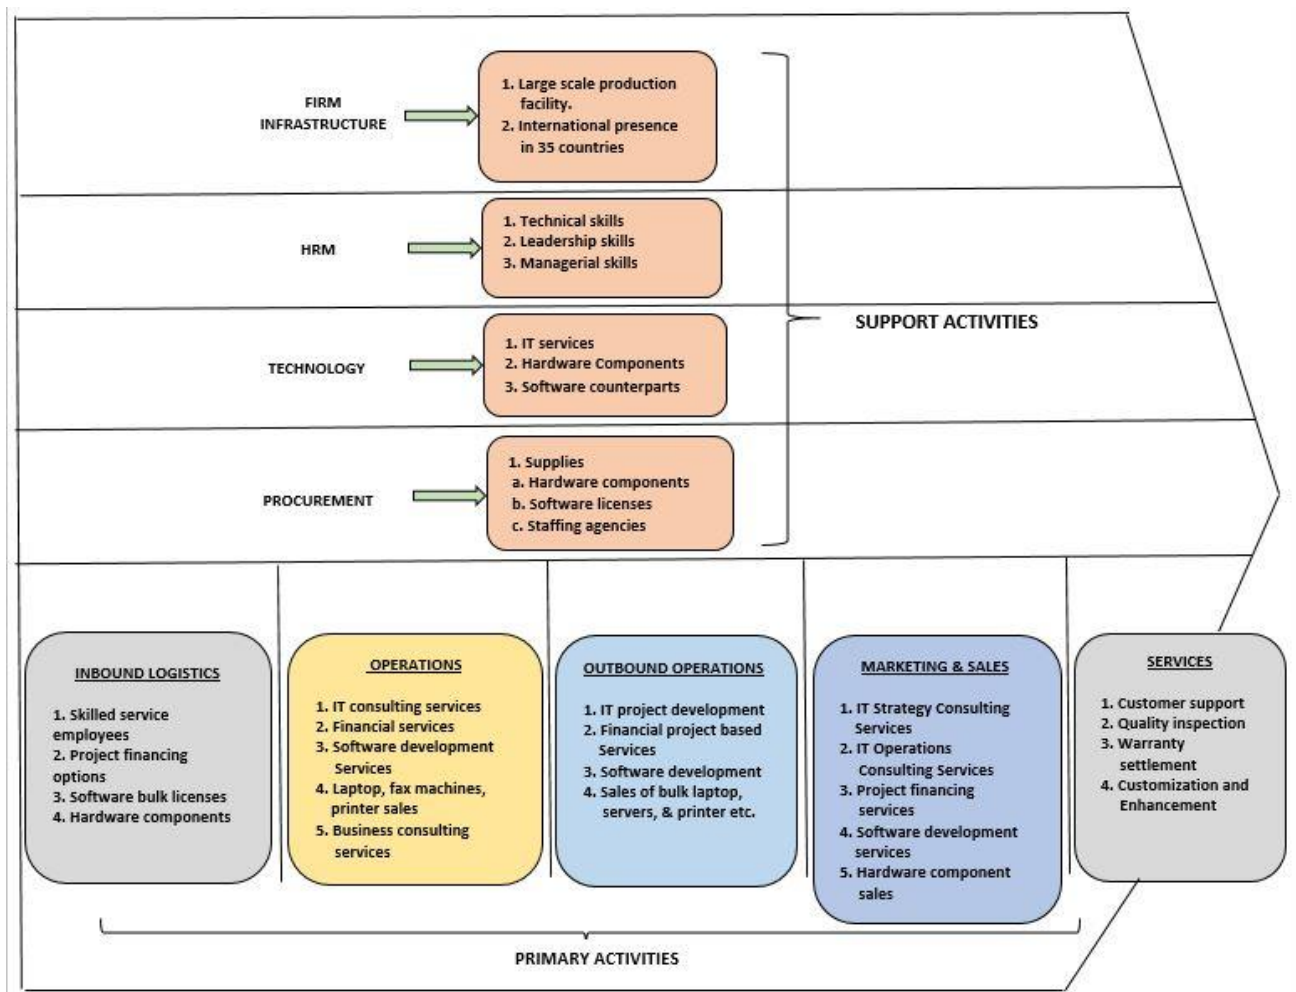 FIRM
INFRASTRUCTURE
1. Large scale production
facility.
2. International presence
in 35 countries
HRM
1. Technical skills
2. Leadership skills
3. Managerial skills
SUPPORT ACTIVITIES
TECHNOLOGY
1. IT services
2. Hardware Components
3. Software counterparts
PROCUREMENT
1. Supplies
a. Hardware components
b. Software licenses
c. Staffing agencies
INBOUND LOGISTICS
1. Skilled service
employees
2. Project financing
options
3. Software bulk licenses
4. Hardware components
OPERATIONS
1. IT consulting services
2. Financial services
3. Software development
Services
4. Laptop, fax machines,
printer sales
5. Business consulting
services
OUTBOUND OPERATIONS
1. IT project development
2. Financial project based
Services
3. Software development
4. Sales of bulk laptop,
servers, & printer etc.
MARKETING & SALES
1. IT Strategy Consulting
Services
2. IT Operations
Consulting Services
3. Project financing
services
4. Software development
services
5. Hardware component
sales
SERVICES
1. Customer support
2. Quality inspection
3. Warranty
settlement
4. Customization and
Enhancement
PRIMARY ACTIVITIES